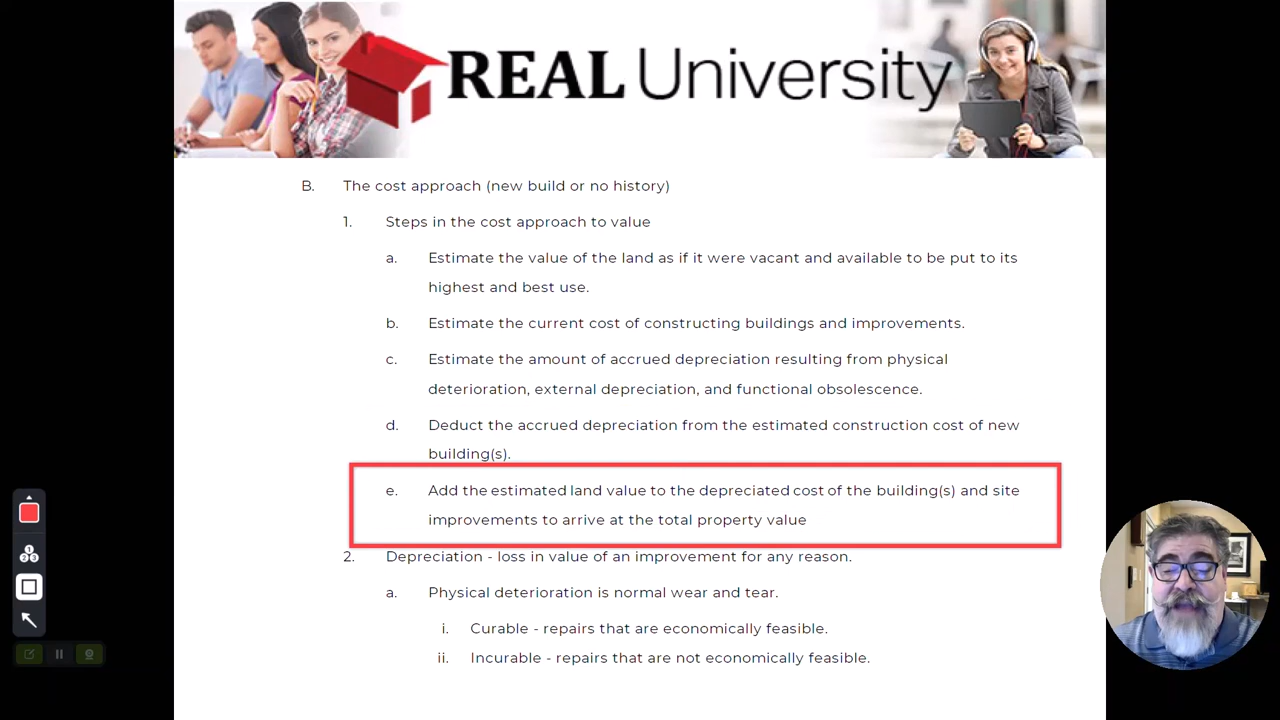 REAL University
B. The cost approach (new build or no history)
1. Steps in the cost approach to value
a. Estimate the value of the land as if it were vacant and available to be put to its
highest and best use.
b. Estimate the current cost of constructing buildings and improvements.
c. Estimate the amount of accrued depreciation resulting from physical
deterioration, external depreciation, and functional obsolescence.
d. Deduct the accrued depreciation from the estimated construction cost of new
building(s).
e. Add the estimated land value to the depreciated cost of the building(s) and site
improvements to arrive at the total property value
2. Depreciation - loss in value of an improvement for any reason.
a. Physical deterioration is normal wear and tear.
i. Curable - repairs that are economically feasible.
ii. Incurable - repairs that are not economically feasible.